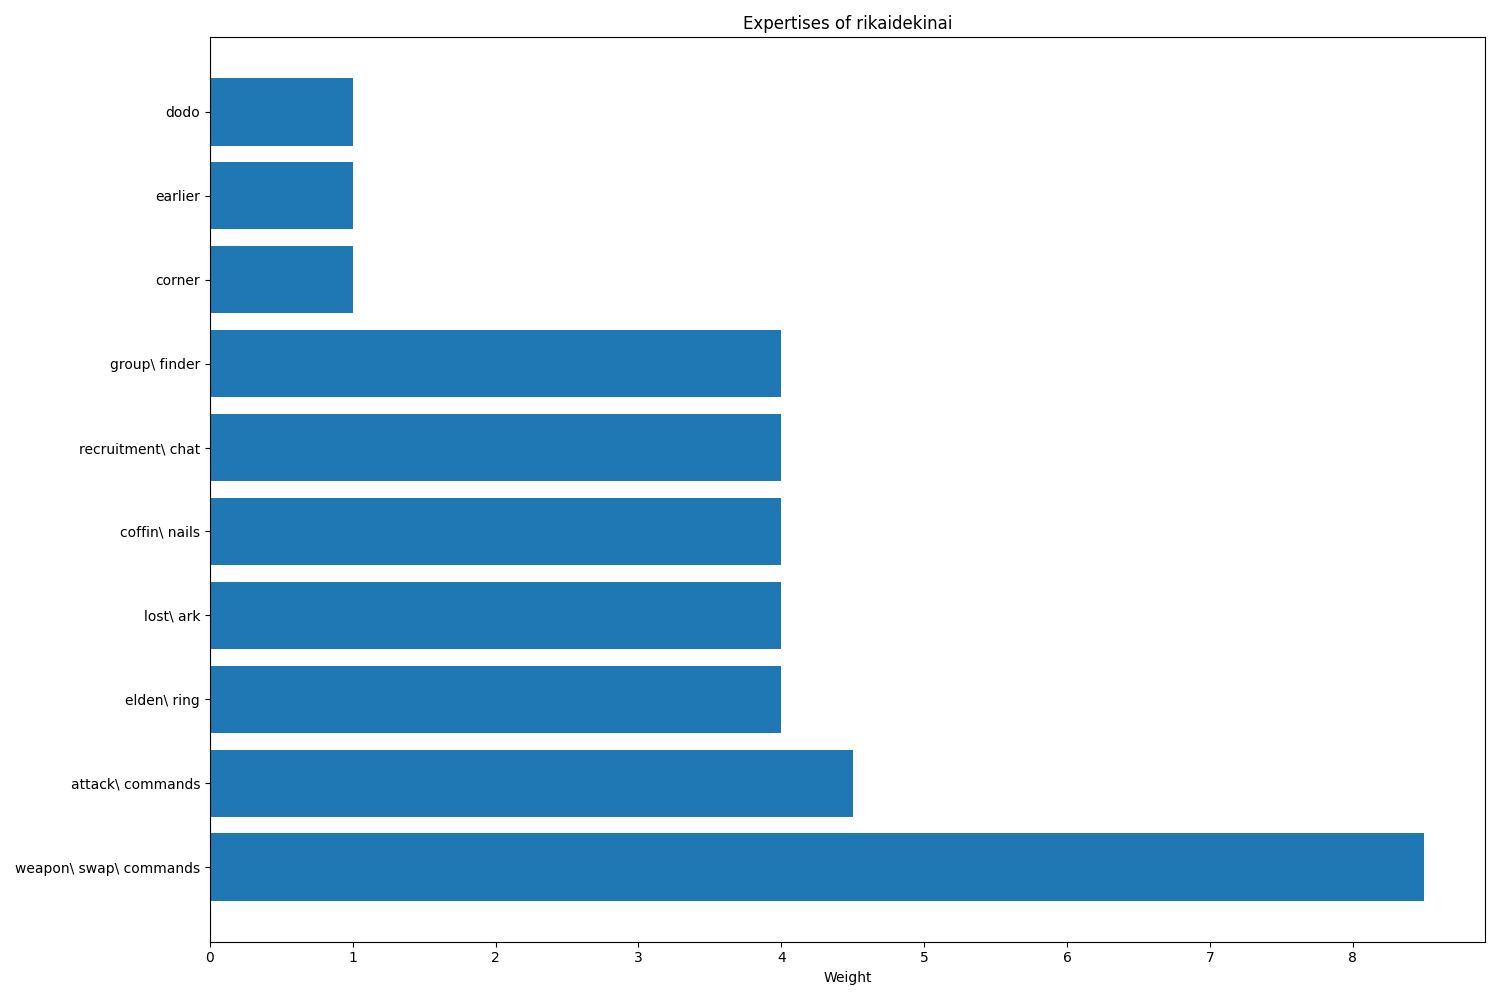 Expertises of rikaidekinai
dodo
earlier
corner
group\ finder
recruitment\ chat
coffin\ nails
lost\ ark
elden\ ring
attack\ commands
weapon\ swap\ commands
0 1 2 3 4 5 6 7 8
Weight